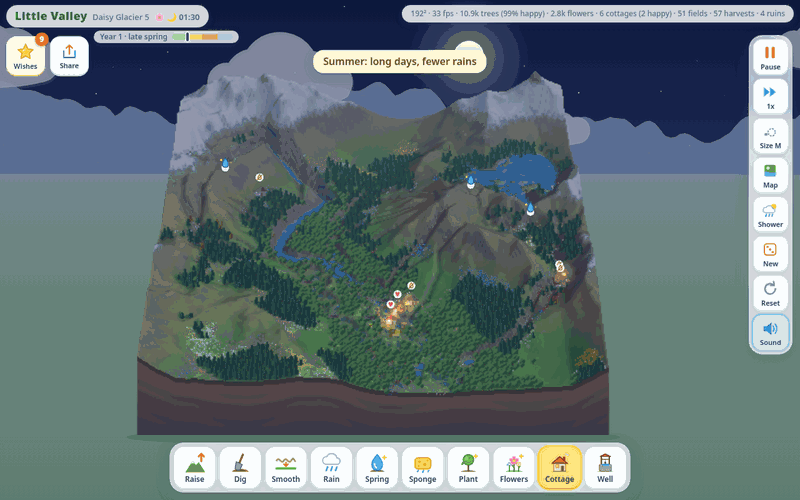 Little Valley Daisy Glacier 5 01:30
192² · 33 fps · 10.9k trees (99% happy) · 2.8k flowers · 6 cottages (2 happy) · 51 fields · 57 harvests · 4 ruins
Year 1 · late spring
9
Wishes
Share
Summer: long days, fewer rains
Pause
1x
Size M
Map
Shower
New
Reset
Sound
Raise
Dig
Smooth
Rain
Spring
Sponge
Plant
Flowers
Cottage
Well